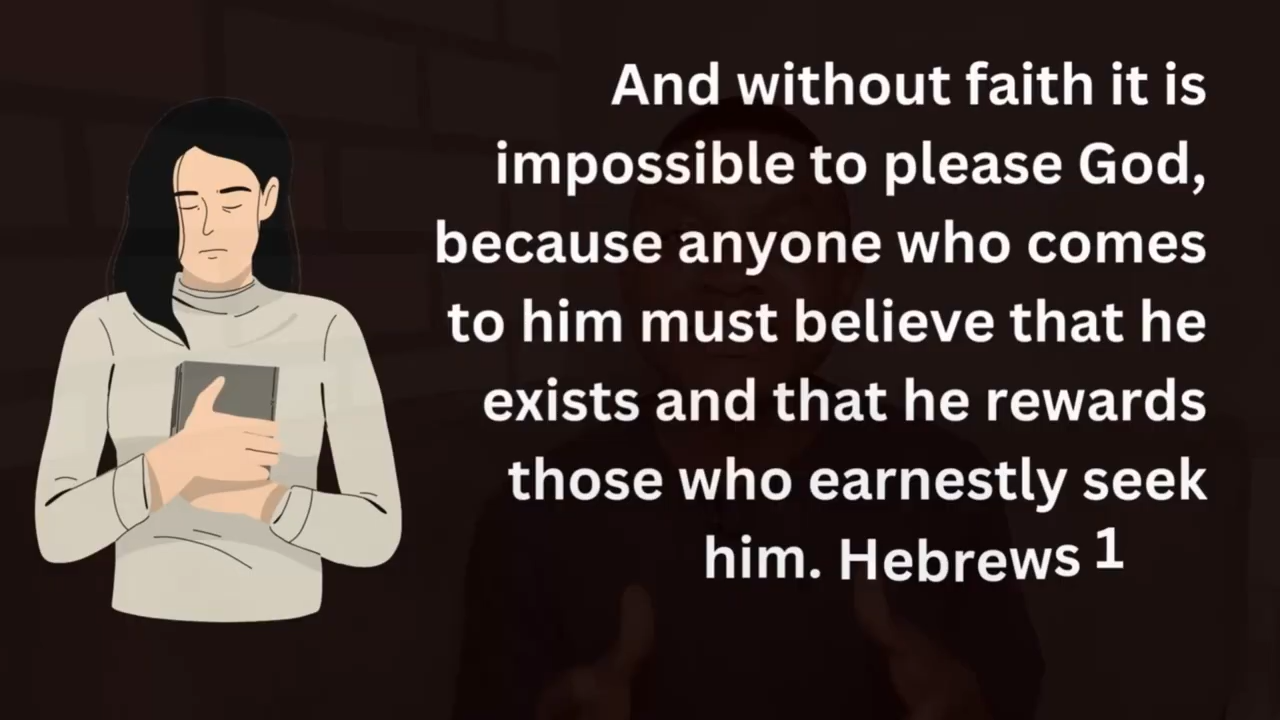 And without faith it is
impossible to please God,
because anyone who comes
to him must believe that he
exists and that he rewards
those who earnestly seek
him. Hebrews 1